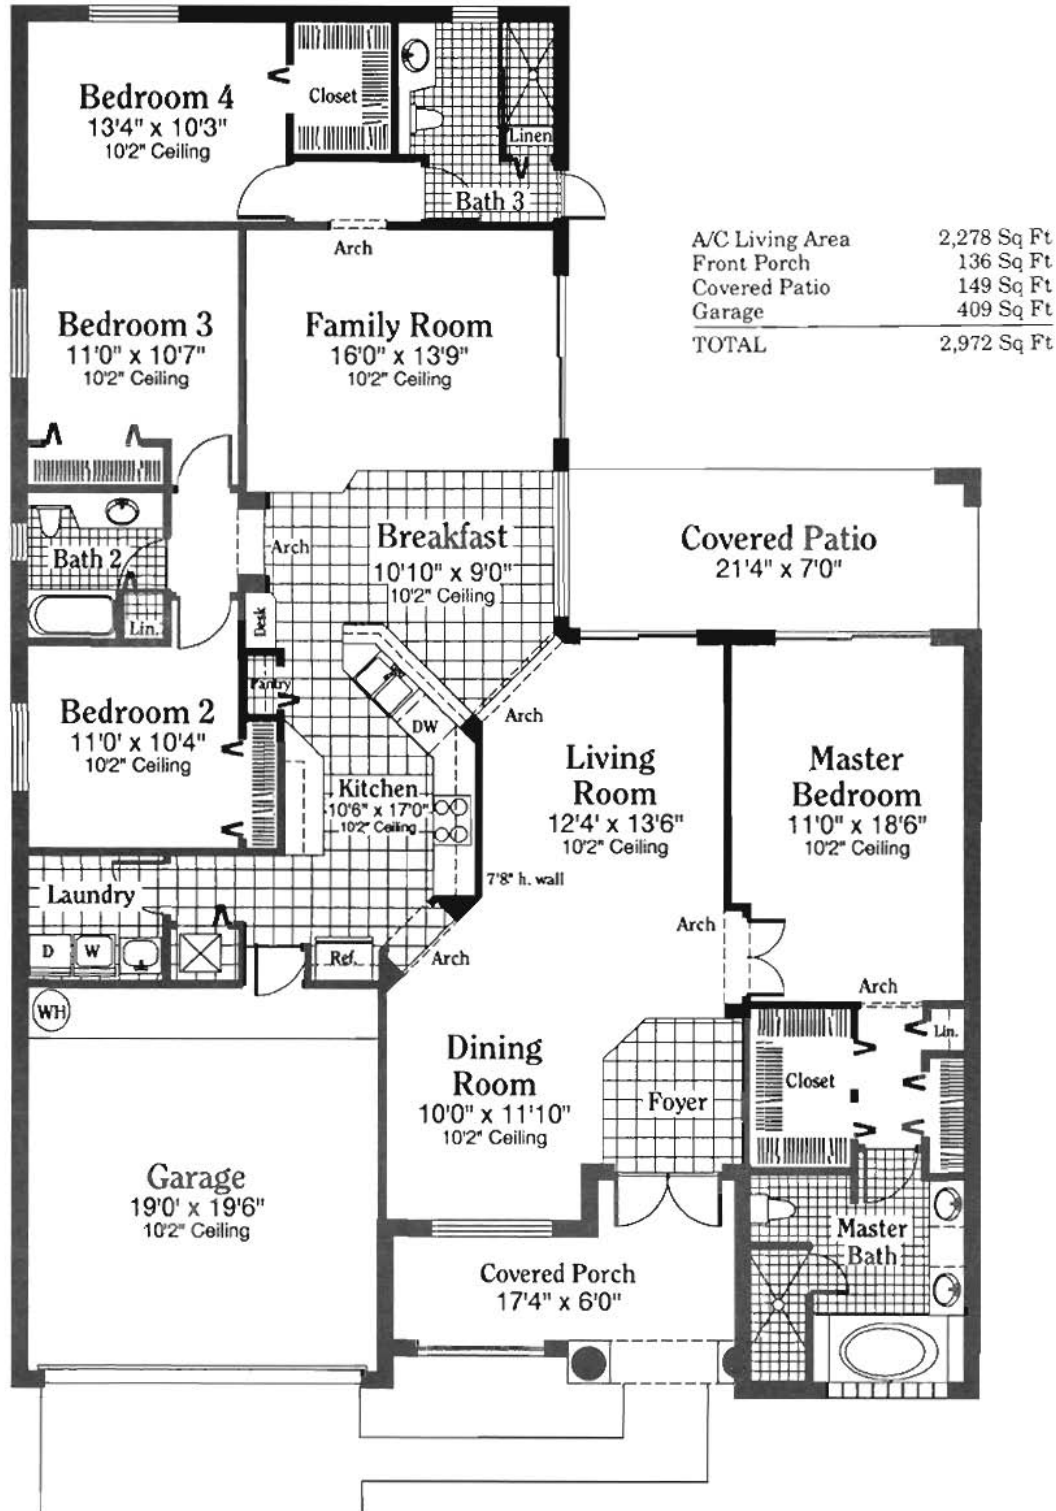 Bedroom 4
13'4" x 10'3"
10'2" Ceiling
Closet
Linen
Bath 3
Arch
A/C Living Area 2,278 Sq Ft
Front Porch 136 Sq Ft
Covered Patio 149 Sq Ft
Garage 409 Sq Ft
TOTAL 2,972 Sq Ft
Bedroom 3
11'0" x 10'7"
10'2" Ceiling
Family Room
16'0" x 13'9"
10'2" Ceiling
Bath 2
Lin.
Arch
Breakfast
10'10" x 9'0"
10'2" Ceiling
Covered Patio
21'4" x 7'0"
Desk
Pantry
DW
Arch
Bedroom 2
11'0' x 10'4"
10'2" Ceiling
Kitchen
10'6" x 17'0"
10'2" Ceiling
Living
Room
12'4' x 13'6"
10'2" Ceiling
Master
Bedroom
11'0" x 18'6"
10'2" Ceiling
7'8" h. wall
Laundry
D
W
Ref.
Arch
Arch
Arch
WH
Lin.
Dining
Room
10'0" x 11'10"
10'2" Ceiling
Foyer
Closet
Garage
19'0' x 19'6"
10'2" Ceiling
Master
Bath
Covered Porch
17'4" x 6'0"